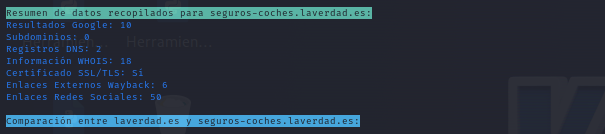 Resumen de datos recopilados para seguros-coches.laverdad.es:
Resultados Google: 10
Subdominios: 0
Herramien...
Registros DNS: 2
Información WHOIS: 18
Certificado SSL/TLS: Sí
Enlaces Externos Wayback: 6
Enlaces Redes Sociales: 50
Comparación entre laverdad.es y seguros-coches.laverdad.es: